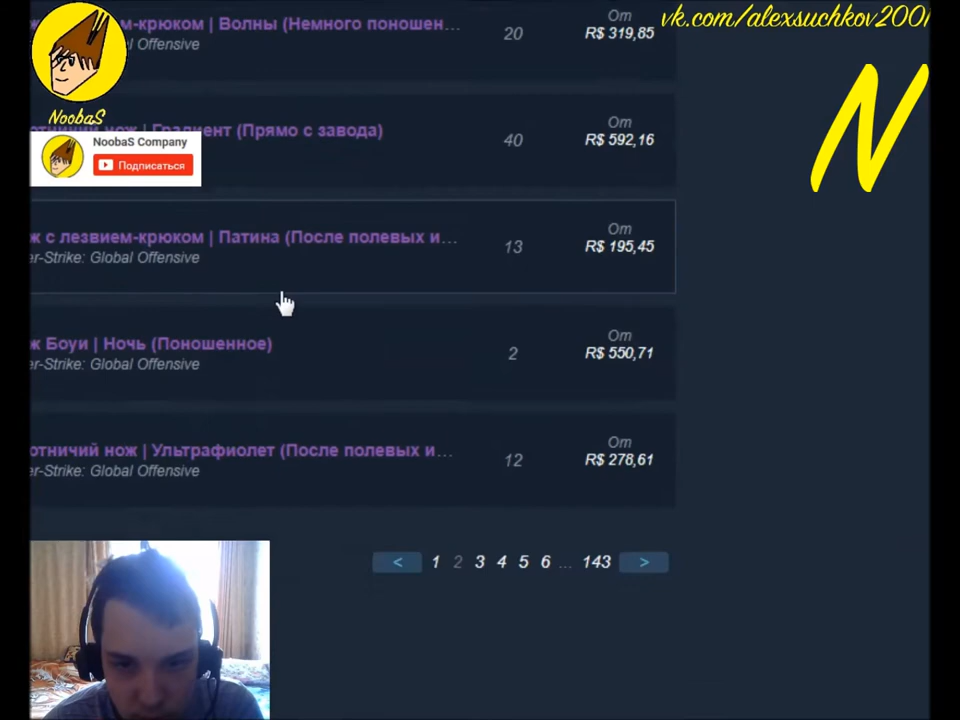 vk.com/alexsuchkov200
м-крюком | Волны (Немного поношен...
al Offensive
20
От
R$ 319,85
NoobaS
N
отничий нож | Градиент (Прямо с завода)
40
От
R$ 592,16
NoobaS Company
Подписаться
ж с лезвием-крюком | Патина (После полевых и...
er-Strike: Global Offensive
13
От
R$ 195,45
ж Боуи | Ночь (Поношенное)
er-Strike: Global Offensive
2
От
R$ 550,71
отничий нож | Ультрафиолет (После полевых и...
er-Strike: Global Offensive
12
От
R$ 278,61
< 1 2 3 4 5 6 ... 143 >